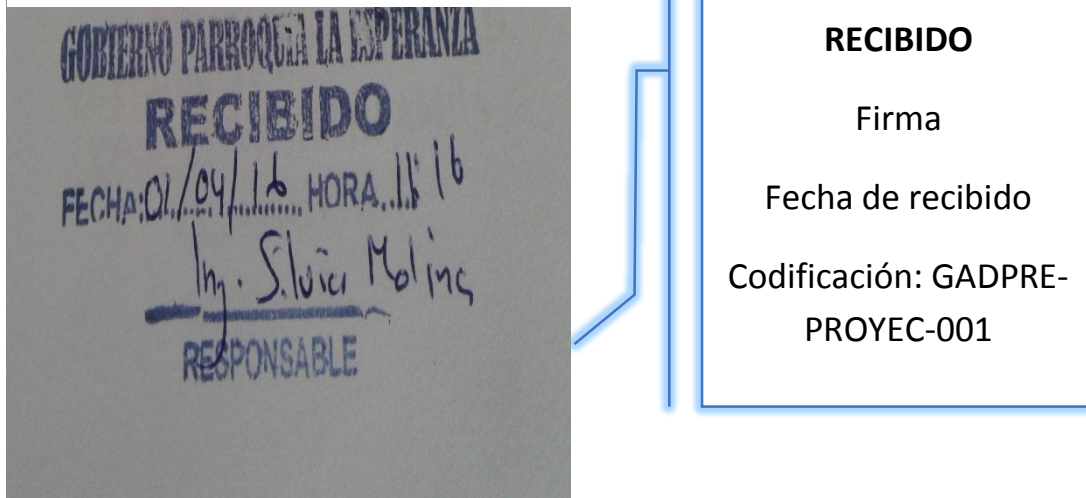 GOBIERNO PARROQUIA LA ESPERANZA
RECIBIDO
FECHA: 01/04/16 HORA 11:16
Ing. Silvia Molina
RESPONSABLE
RECIBIDO
Firma
Fecha de recibido
Codificación: GADPRE-
PROYEC-001